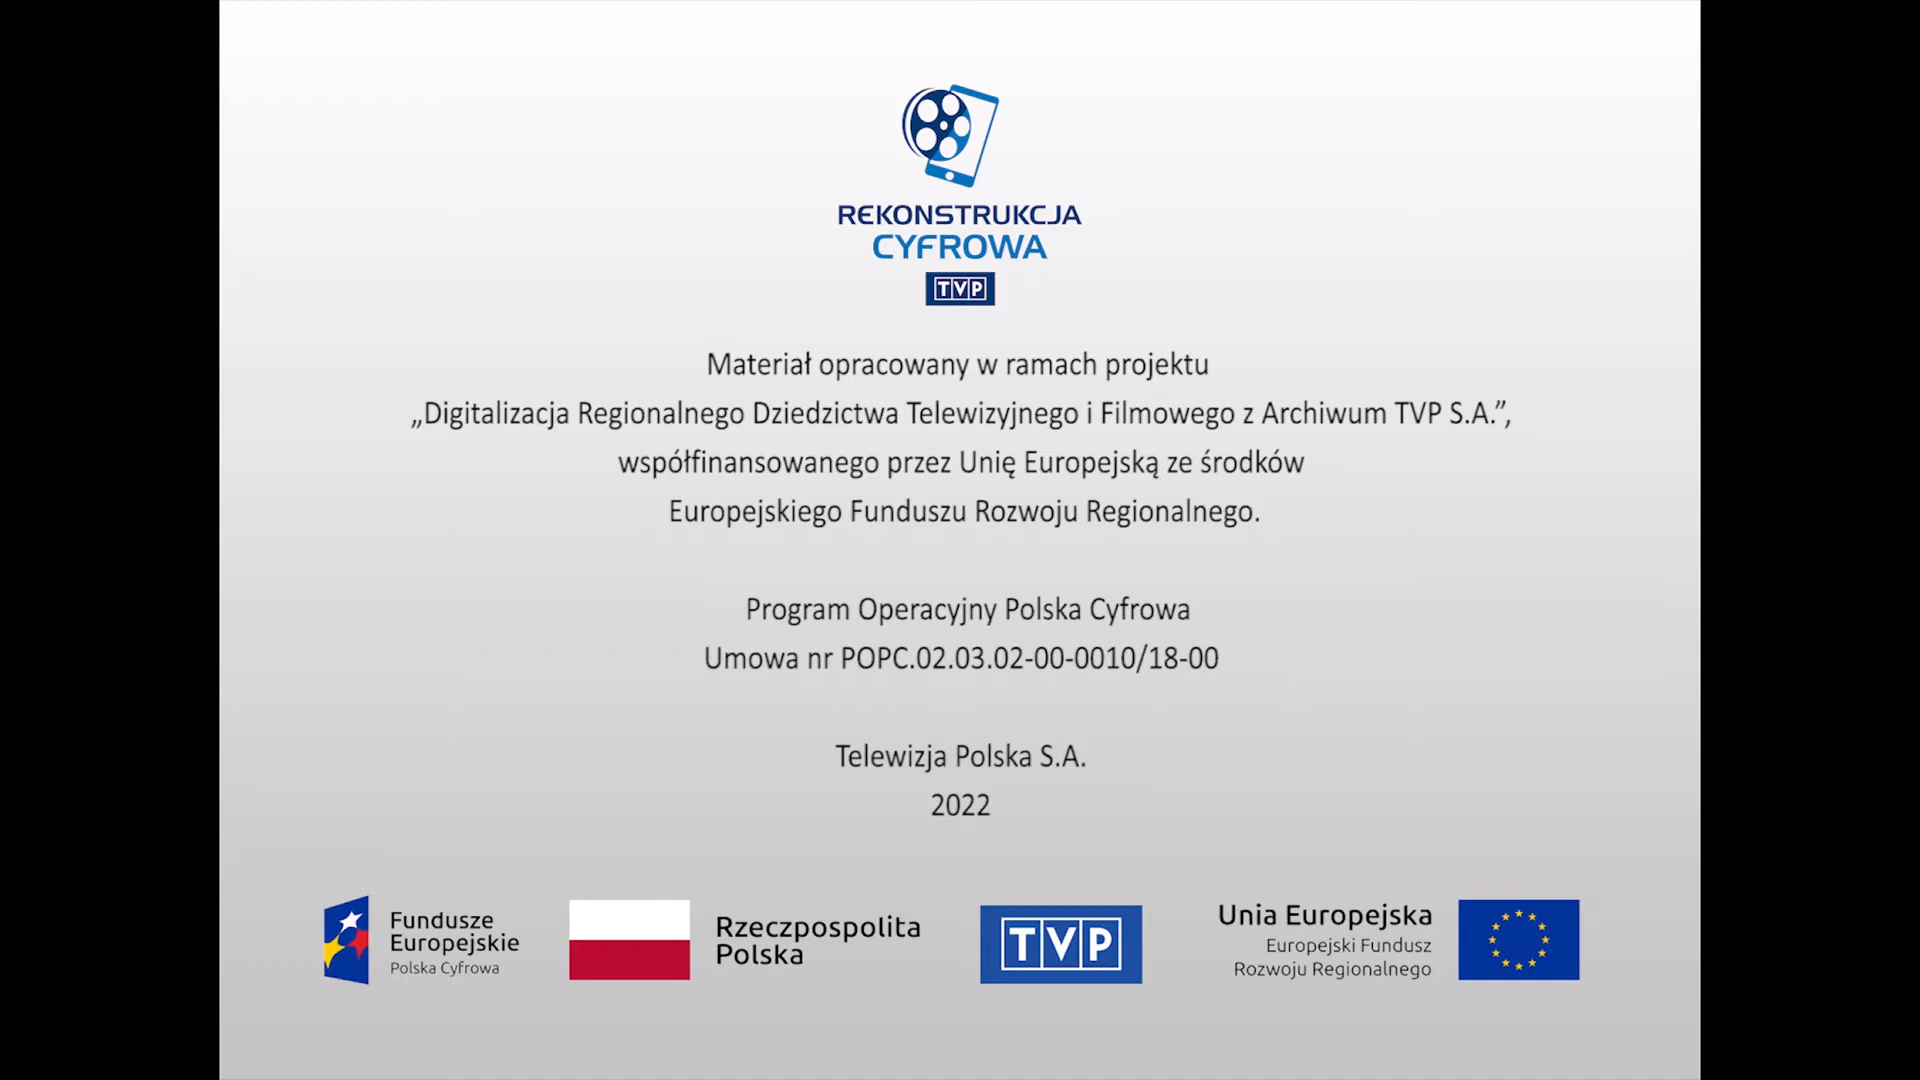 REKONSTRUKCJA
CYFROWA
TVP
Materiał opracowany w ramach projektu
„Digitalizacja Regionalnego Dziedzictwa Telewizyjnego i Filmowego z Archiwum TVP S.A.”,
współfinansowanego przez Unię Europejską ze środków
Europejskiego Funduszu Rozwoju Regionalnego.
Program Operacyjny Polska Cyfrowa
Umowa nr POPC.02.03.02-00-0010/18-00
Telewizja Polska S.A.
2022
Fundusze
Europejskie
Polska Cyfrowa
Rzeczpospolita
Polska
TVP
Unia Europejska
Europejski Fundusz
Rozwoju Regionalnego